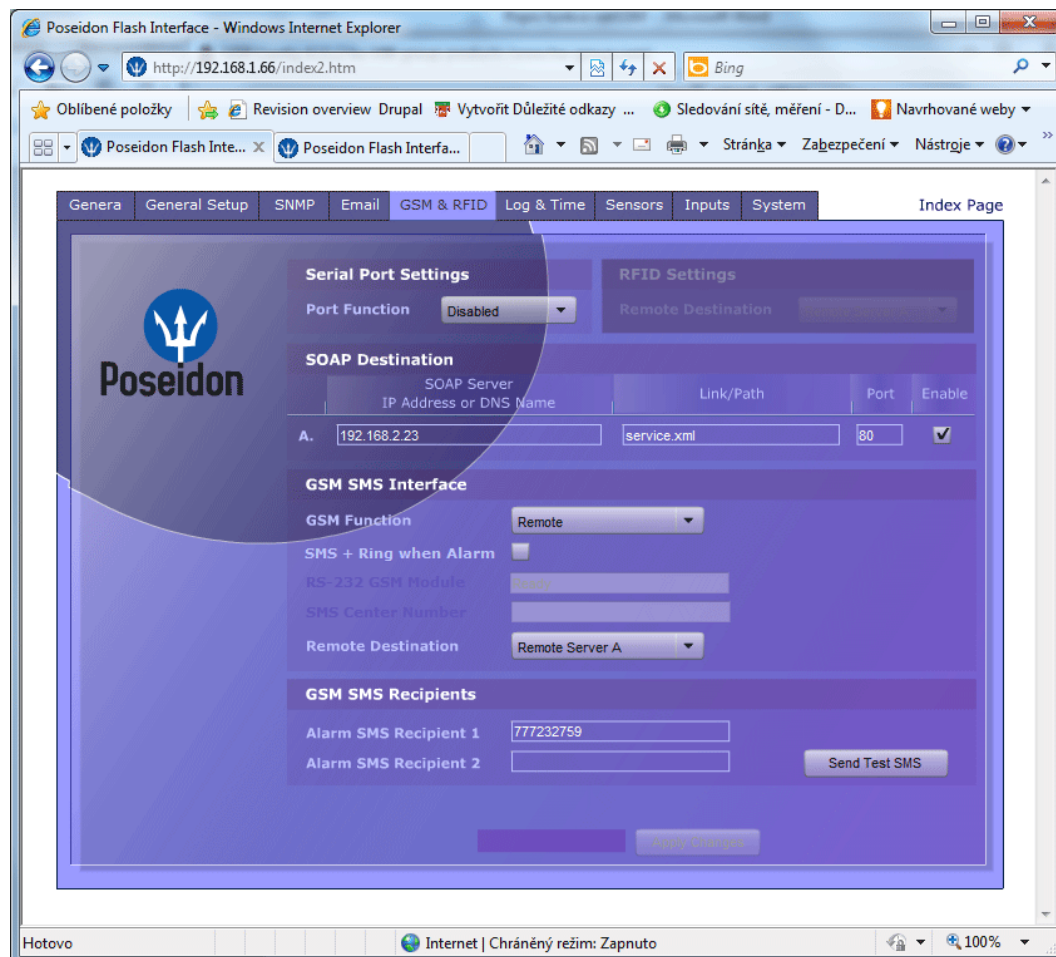 Poseidon Flash Interface - Windows Internet Explorer
http://192.168.1.66/index2.htm
Bing
Oblíbené položky
Revision overview Drupal
Vytvořit Důležité odkazy ...
Sledování sítě, měření - D...
Navrhované weby
Poseidon Flash Inte...
Poseidon Flash Interfa...
Stránka
Zabezpečení
Nástroje
»
Genera
General Setup
SNMP
Email
GSM & RFID
Log & Time
Sensors
Inputs
System
Index Page
Poseidon
Serial Port Settings
Port Function
Disabled
RFID Settings
Remote Destination
SOAP Destination
SOAP Server
IP Address or DNS Name
Link/Path
Port
Enable
A.
192.168.2.23
service.xml
80
GSM SMS Interface
GSM Function
Remote
SMS + Ring when Alarm
RS-232 GSM Module
SMS Center Number
Remote Destination
Remote Server A
GSM SMS Recipients
Alarm SMS Recipient 1
777232759
Alarm SMS Recipient 2
Send Test SMS
Apply Changes
Hotovo
Internet | Chráněný režim: Zapnuto
100%